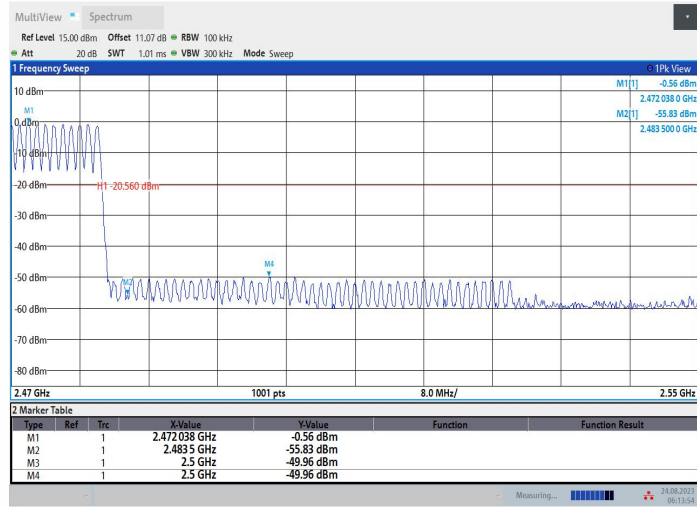 MultiView Spectrum
Ref Level 15.00 dBm Offset 11.07 dB RBW 100 kHz
Att 20 dB SWT 1.01 ms VBW 300 kHz Mode Sweep
1 Frequency Sweep 1Pk View
M1[1] -0.56 dBm
2.472 038 0 GHz
M2[1] -55.83 dBm
2.483 500 0 GHz
10 dBm
M1
0 dBm
-10 dBm
-20 dBm H1 -20.560 dBm
-30 dBm
-40 dBm
M4
-50 dBm
M2
-60 dBm
-70 dBm
-80 dBm
2.47 GHz 1001 pts 8.0 MHz/ 2.55 GHz
2 Marker Table
Type Ref Trc X-Value Y-Value Function Function Result
M1 1 2.472 038 GHz -0.56 dBm
M2 1 2.483 5 GHz -55.83 dBm
M3 1 2.5 GHz -49.96 dBm
M4 1 2.5 GHz -49.96 dBm
Measuring... 24.08.2023
06:13:54